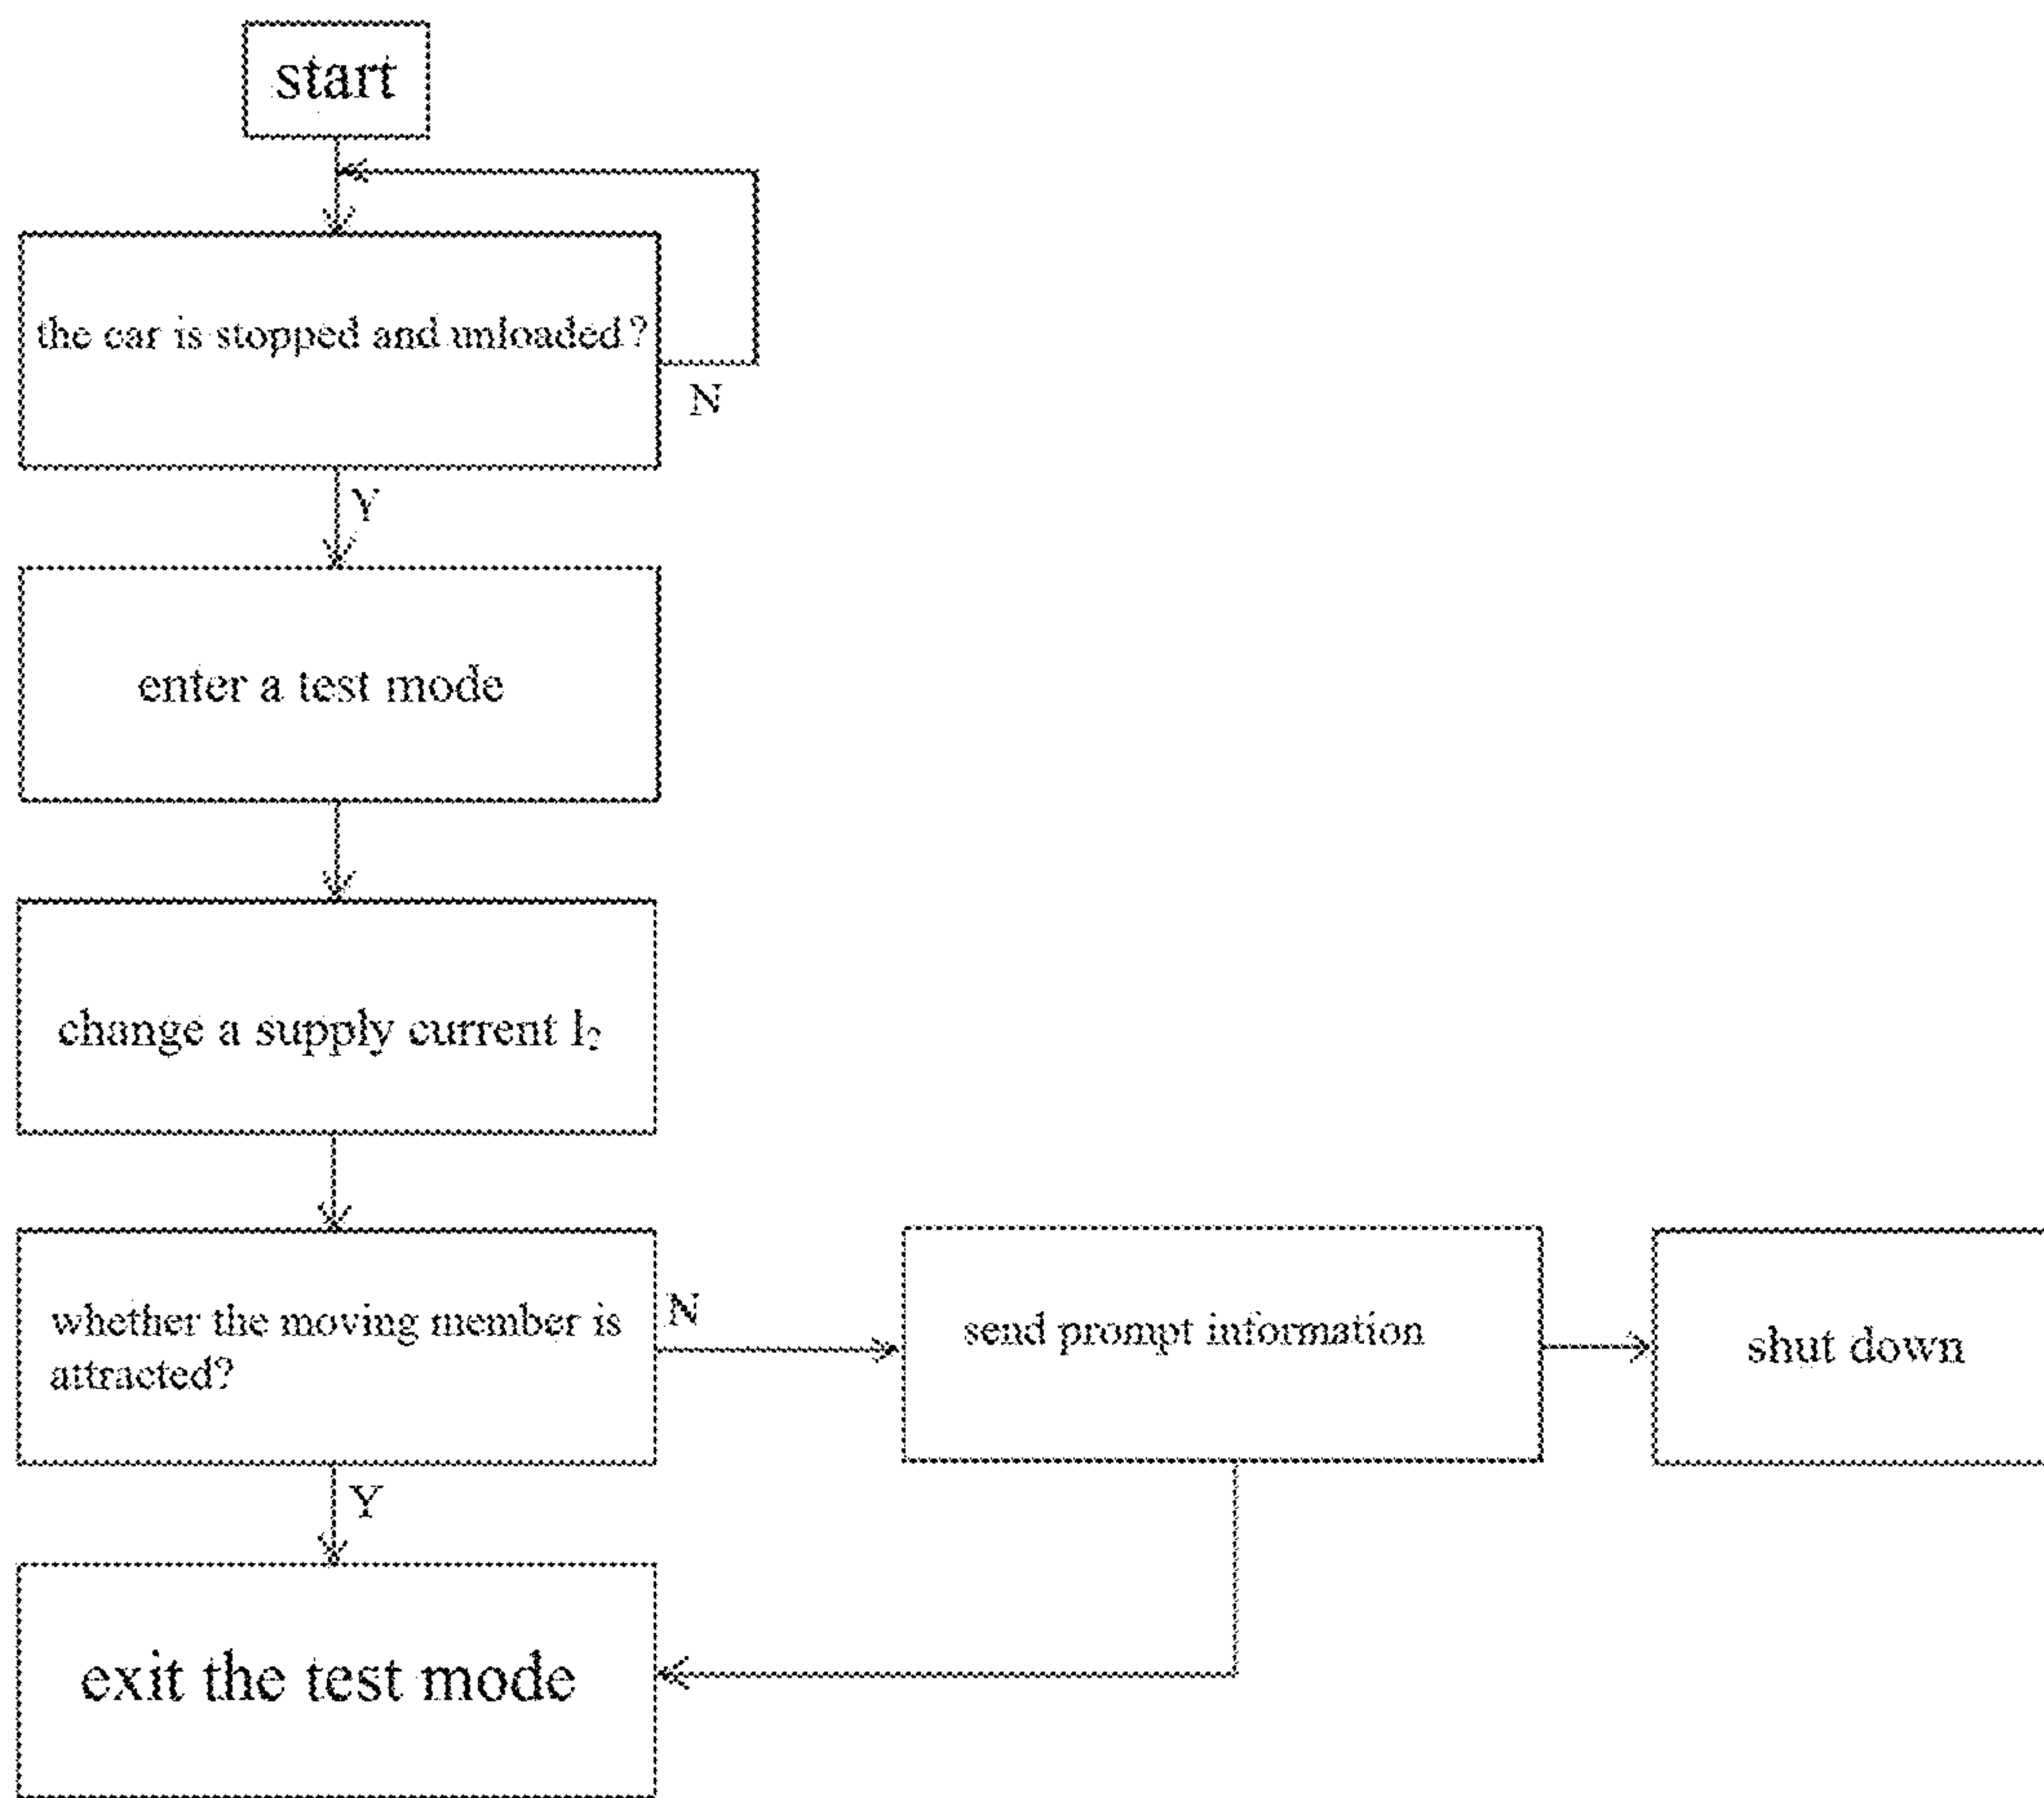 start
the car is stopped and unloaded?
N
Y
enter a test mode
change a supply current I₂
whether the moving member is
attracted?
N
send prompt information
shut down
Y
exit the test mode